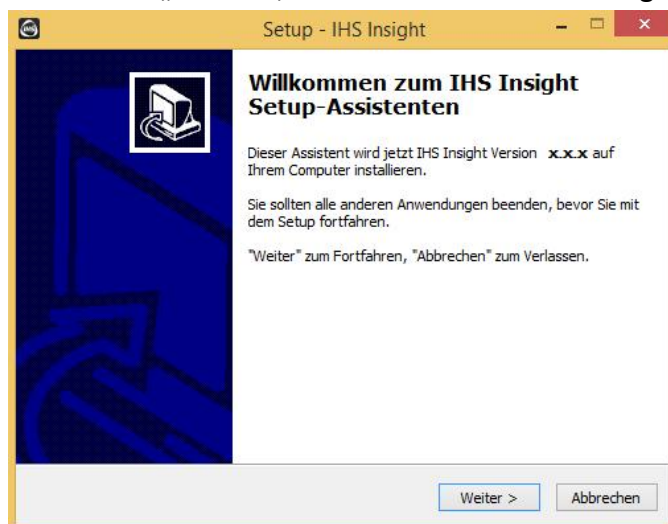 Setup - IHS Insight
Willkommen zum IHS Insight
Setup-Assistenten
Dieser Assistent wird jetzt IHS Insight Version x.x.x auf
Ihrem Computer installieren.
Sie sollten alle anderen Anwendungen beenden, bevor Sie mit
dem Setup fortfahren.
"Weiter" zum Fortfahren, "Abbrechen" zum Verlassen.
Weiter >
Abbrechen